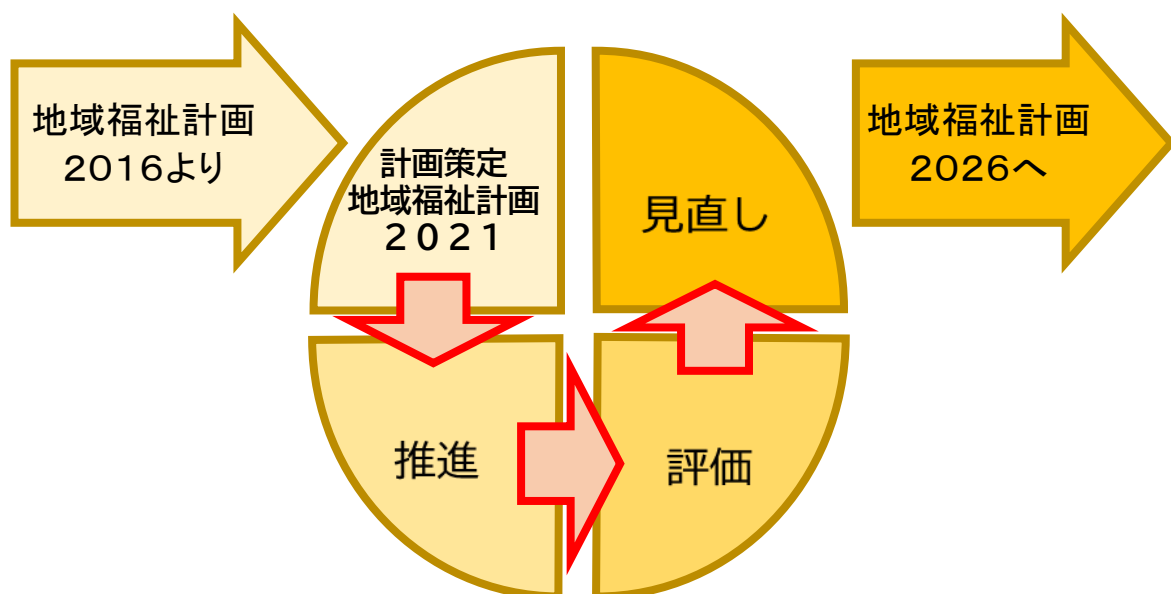 地域福祉計画
２０１６より
計画策定
地域福祉計画
２０２１
推進
評価
見直し
地域福祉計画
２０２６へ